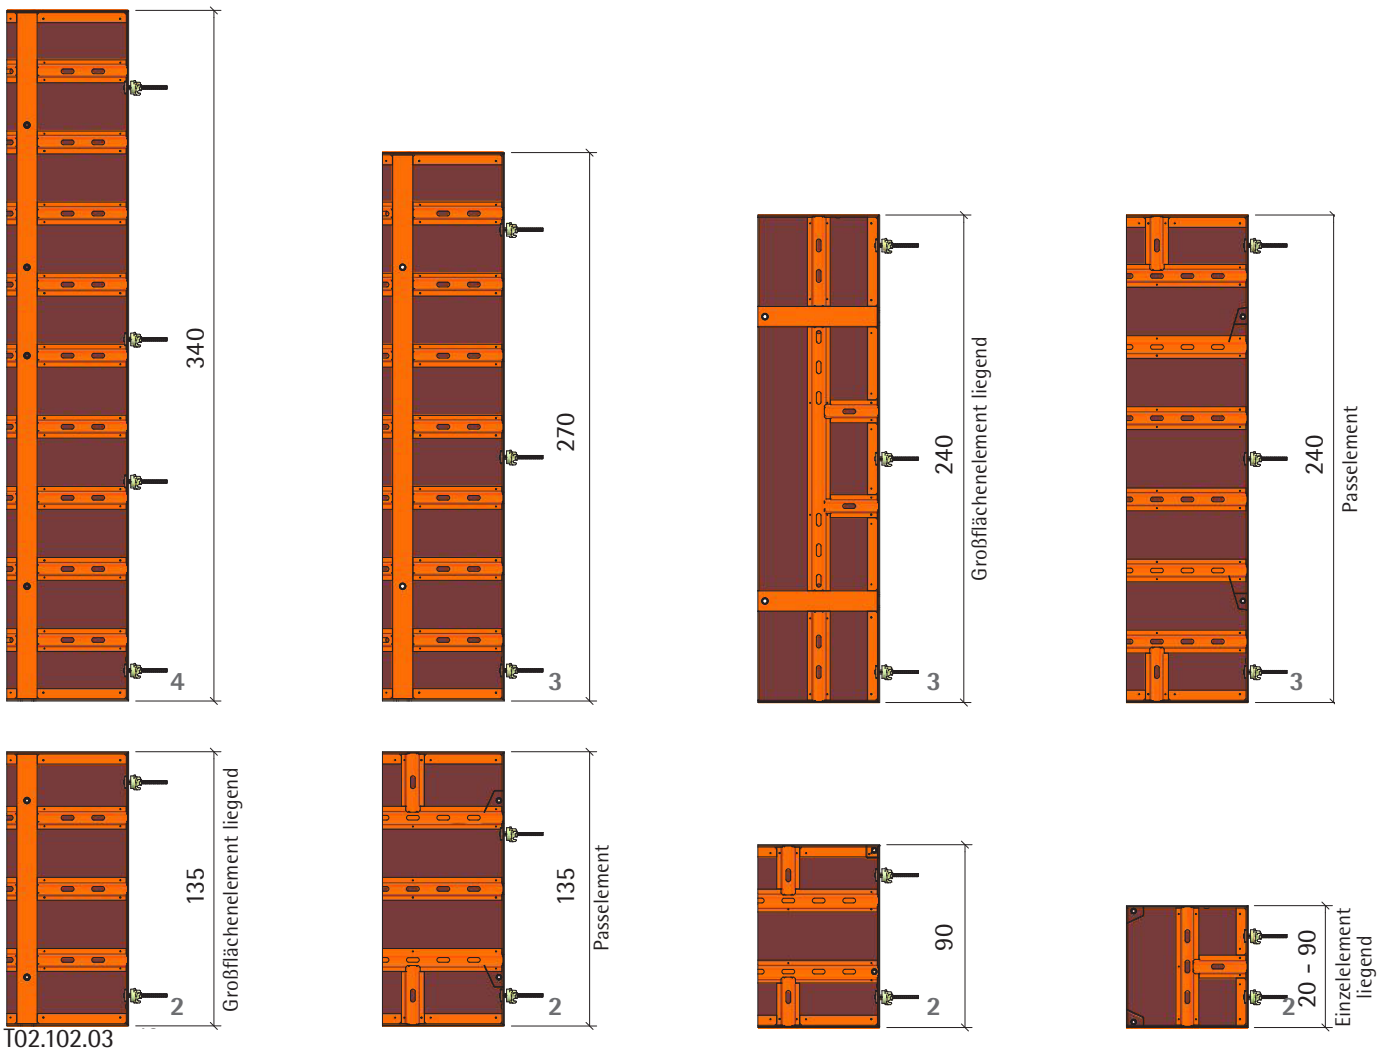 340
4
270
3
240
Großflächenelement liegend
3
240
Passelement
3
135
Großflächenelement liegend
2
135
Passelement
2
90
2
20 - 90
Einzelelement
liegend
2
T02.102.03